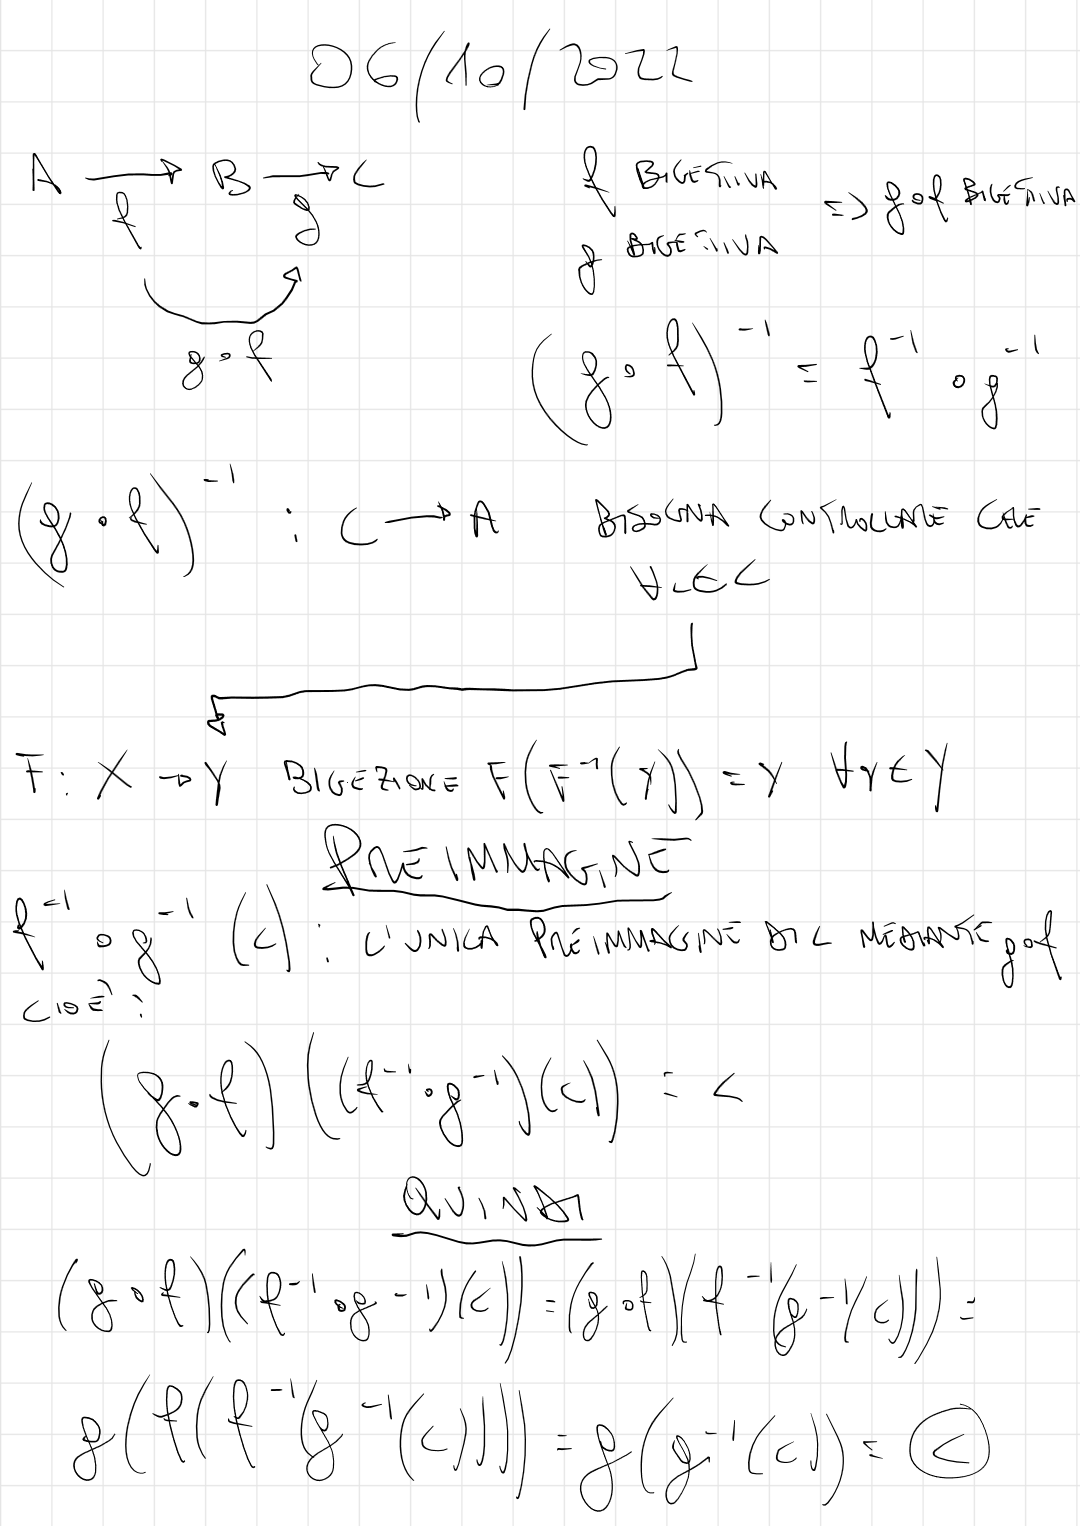 06/10/2022
A → B → C
f g
g∘f
f BIGETTIVA
g BIGETTIVA
=> g∘f BIGETTIVA
(g∘f)⁻¹ = f⁻¹ ∘ g⁻¹
(g∘f)⁻¹ : C → A BISOGNA CONTROLLARE CHE
∀c∈C
F: X → Y BIGEZIONE F(F⁻¹(Y)) = Y ∀Y∈Y
PREIMMAGINE
f⁻¹ ∘ g⁻¹ (c) : L'UNICA PREIMMAGINE DI C MEDIANTE g∘f
CIOÈ:
(g∘f)((f⁻¹∘g⁻¹)(c)) = c
QUINDI
(g∘f)((f⁻¹∘g⁻¹)(c)) = (g∘f)(f⁻¹(g⁻¹(c))) =
g(f(f⁻¹(g⁻¹(c)))) = g(g⁻¹(c)) = c